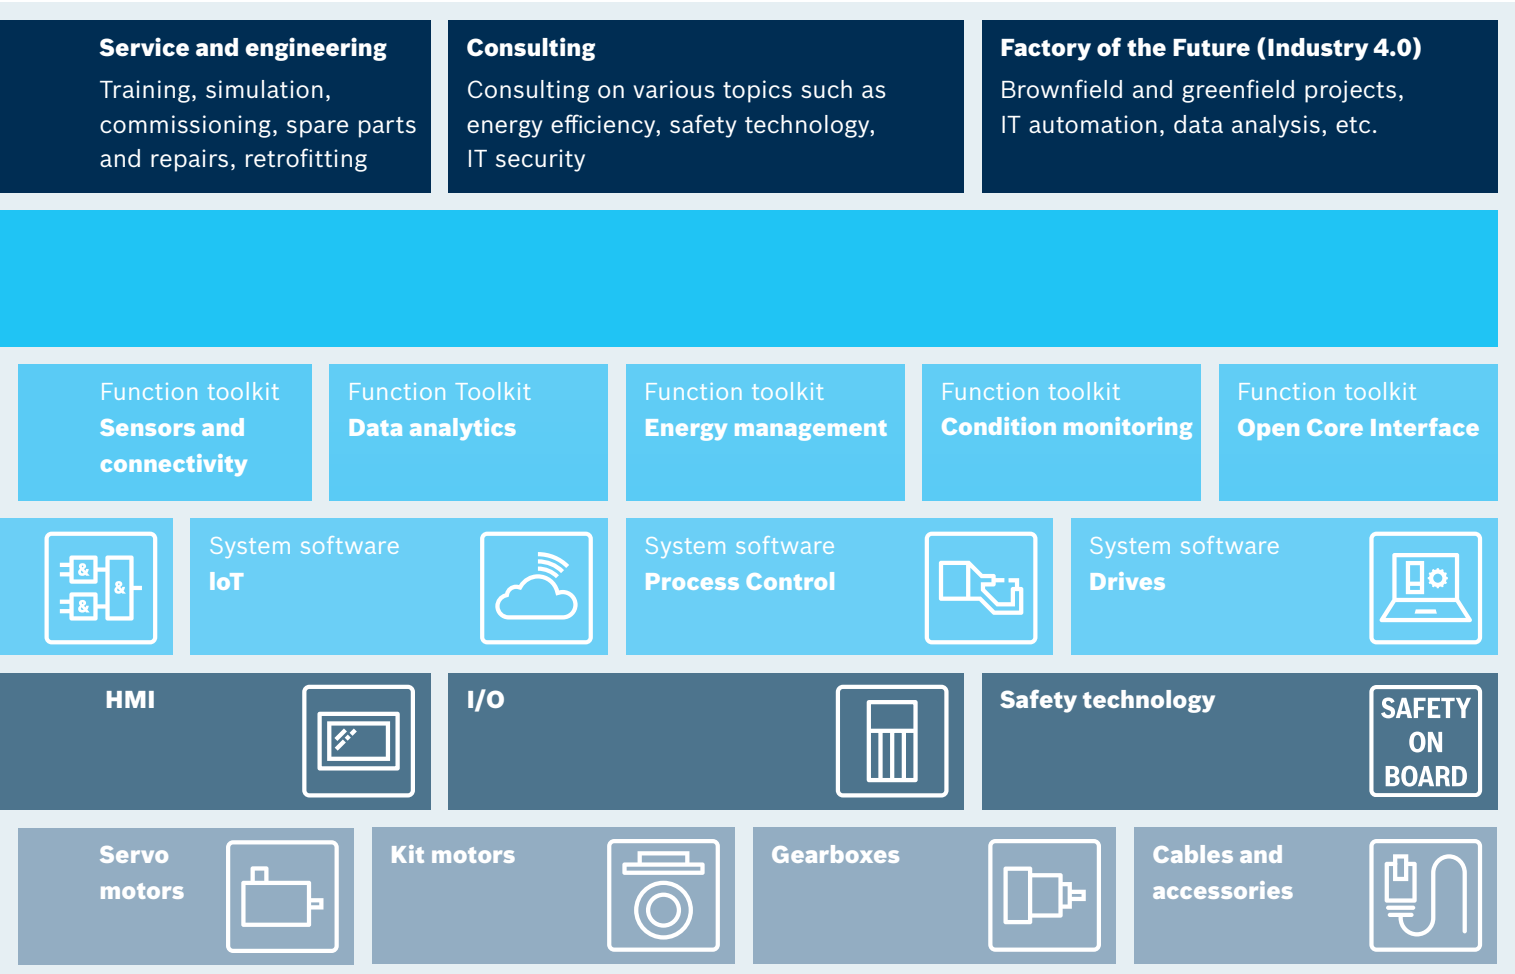 Service and engineering
Training, simulation,
commissioning, spare parts
and repairs, retrofitting
Consulting
Consulting on various topics such as
energy efficiency, safety technology,
IT security
Factory of the Future (Industry 4.0)
Brownfield and greenfield projects,
IT automation, data analysis, etc.
Function toolkit
Sensors and
connectivity
Function Toolkit
Data analytics
Function toolkit
Energy management
Function toolkit
Condition monitoring
Function toolkit
Open Core Interface
&
&
&
System software
IoT
System software
Process Control
System software
Drives
HMI
I/O
Safety technology
SAFETY
ON
BOARD
Servo
motors
Kit motors
Gearboxes
Cables and
accessories